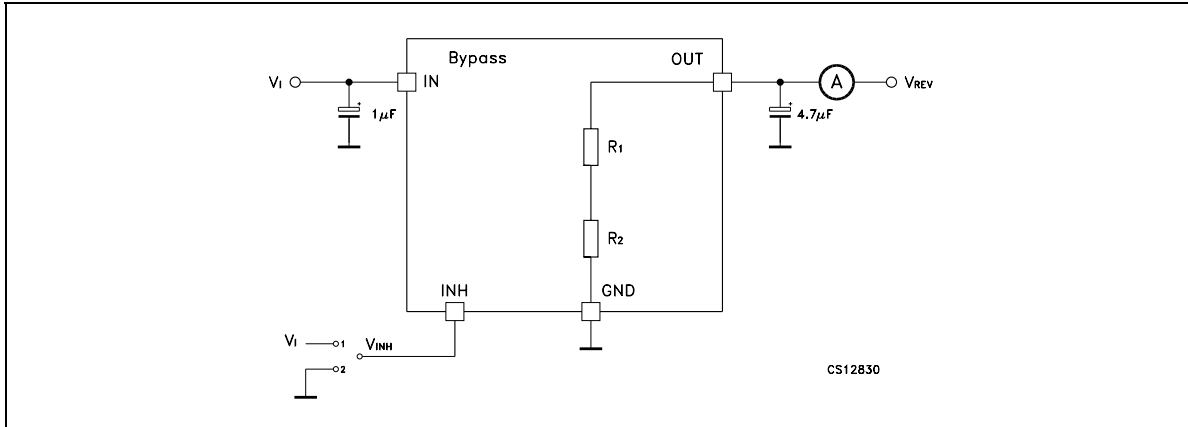 Bypass
OUT
VI
IN
A
VREV
1µF
4.7µF
R1
R2
INH
GND
VI
1
VINH
2
CS12830